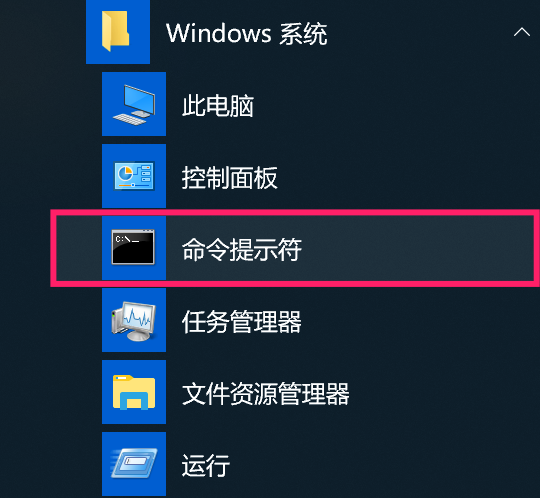 Windows 系统
此电脑
控制面板
C:\_
命令提示符
任务管理器
文件资源管理器
运行